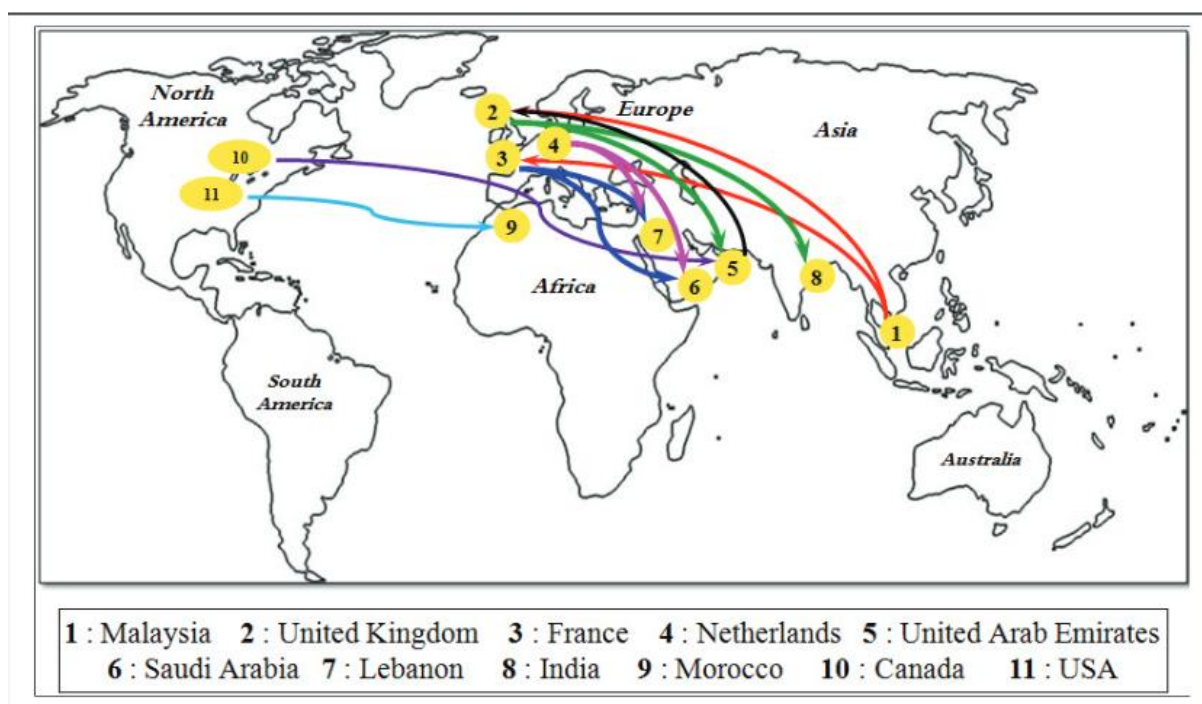 North
America
Europe
Asia
2
4
10
3
11
9
7
5
8
6
Africa
1
South
America
Australia
1 : Malaysia 2 : United Kingdom 3 : France 4 : Netherlands 5 : United Arab Emirates
6 : Saudi Arabia 7 : Lebanon 8 : India 9 : Morocco 10 : Canada 11 : USA